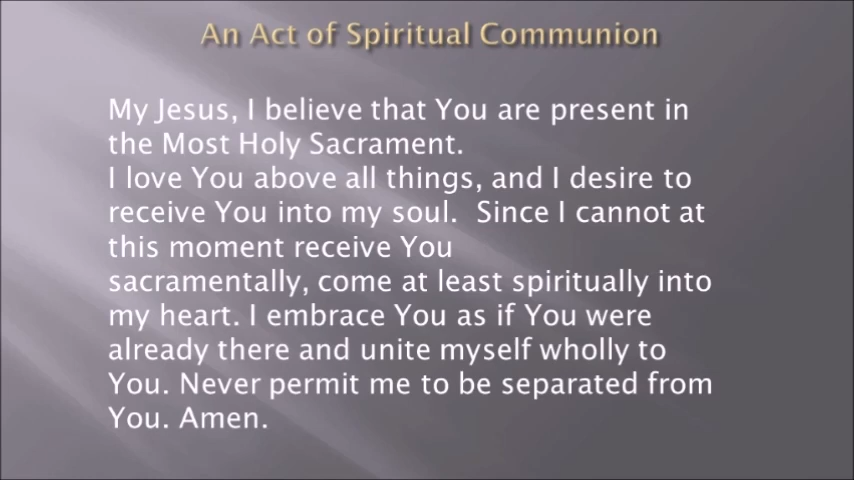 An Act of Spiritual Communion
My Jesus, I believe that You are present in
the Most Holy Sacrament.
I love You above all things, and I desire to
receive You into my soul.  Since I cannot at
this moment receive You
sacramentally, come at least spiritually into
my heart. I embrace You as if You were
already there and unite myself wholly to
You. Never permit me to be separated from
You. Amen.